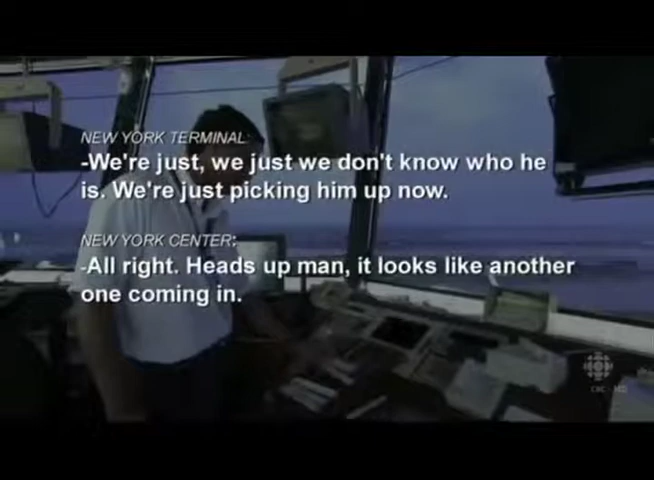 NEW YORK TERMINAL:
-We're just, we just we don't know who he
is. We're just picking him up now.
NEW YORK CENTER:
-All right. Heads up man, it looks like another
one coming in.